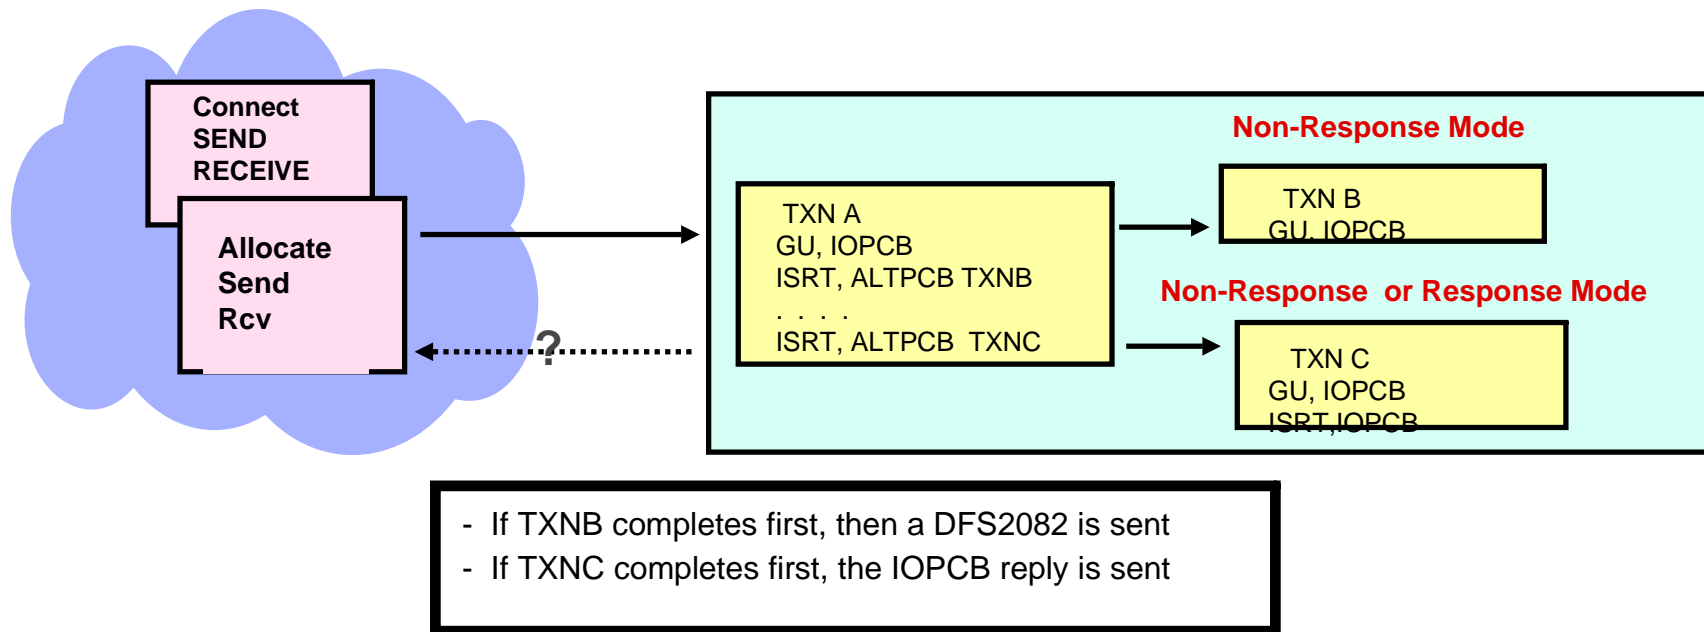 Connect
SEND
RECEIVE
Allocate
Send
Rcv
?
TXN A
GU, IOPCB
ISRT, ALTPCB TXNB
. . . .
ISRT, ALTPCB TXNC
Non-Response Mode
TXN B
GU, IOPCB
Non-Response or Response Mode
TXN C
GU, IOPCB
ISRT,IOPCB
- If TXNB completes first, then a DFS2082 is sent
- If TXNC completes first, the IOPCB reply is sent